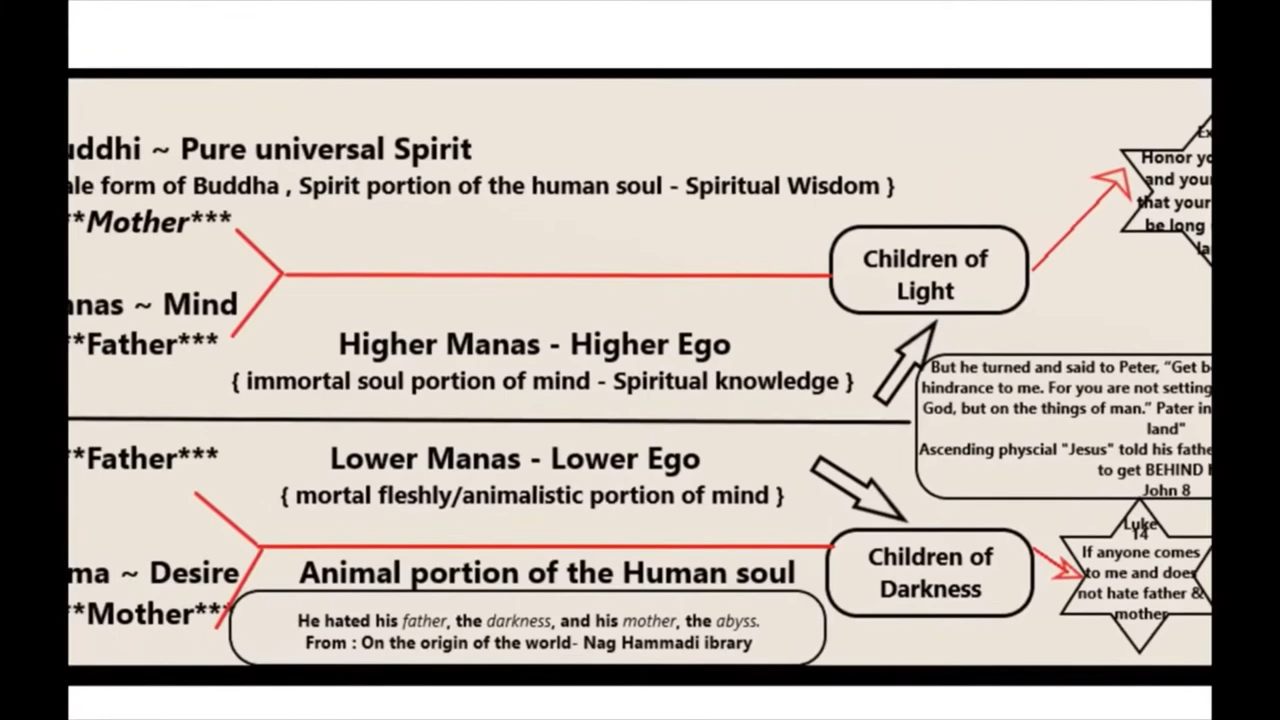 uddhi ~ Pure universal Spirit
ale form of Buddha , Spirit portion of the human soul - Spiritual Wisdom }
**Mother***
anas ~ Mind
**Father***
Higher Manas - Higher Ego
{ immortal soul portion of mind - Spiritual knowledge }
Children of
Light
Ex
Honor yo
and your
that your
be long
la
But he turned and said to Peter, “Get b
hindrance to me. For you are not setting
God, but on the things of man.” Pater in
land"
Ascending physcial "Jesus" told his fathe
to get BEHIND h
John 8
**Father***
Lower Manas - Lower Ego
{ mortal fleshly/animalistic portion of mind }
ma ~ Desire
**Mother***
Animal portion of the Human soul
He hated his father, the darkness, and his mother, the abyss.
From : On the origin of the world- Nag Hammadi ibrary
Children of
Darkness
Luke
14
If anyone comes
to me and does
not hate father &
mother